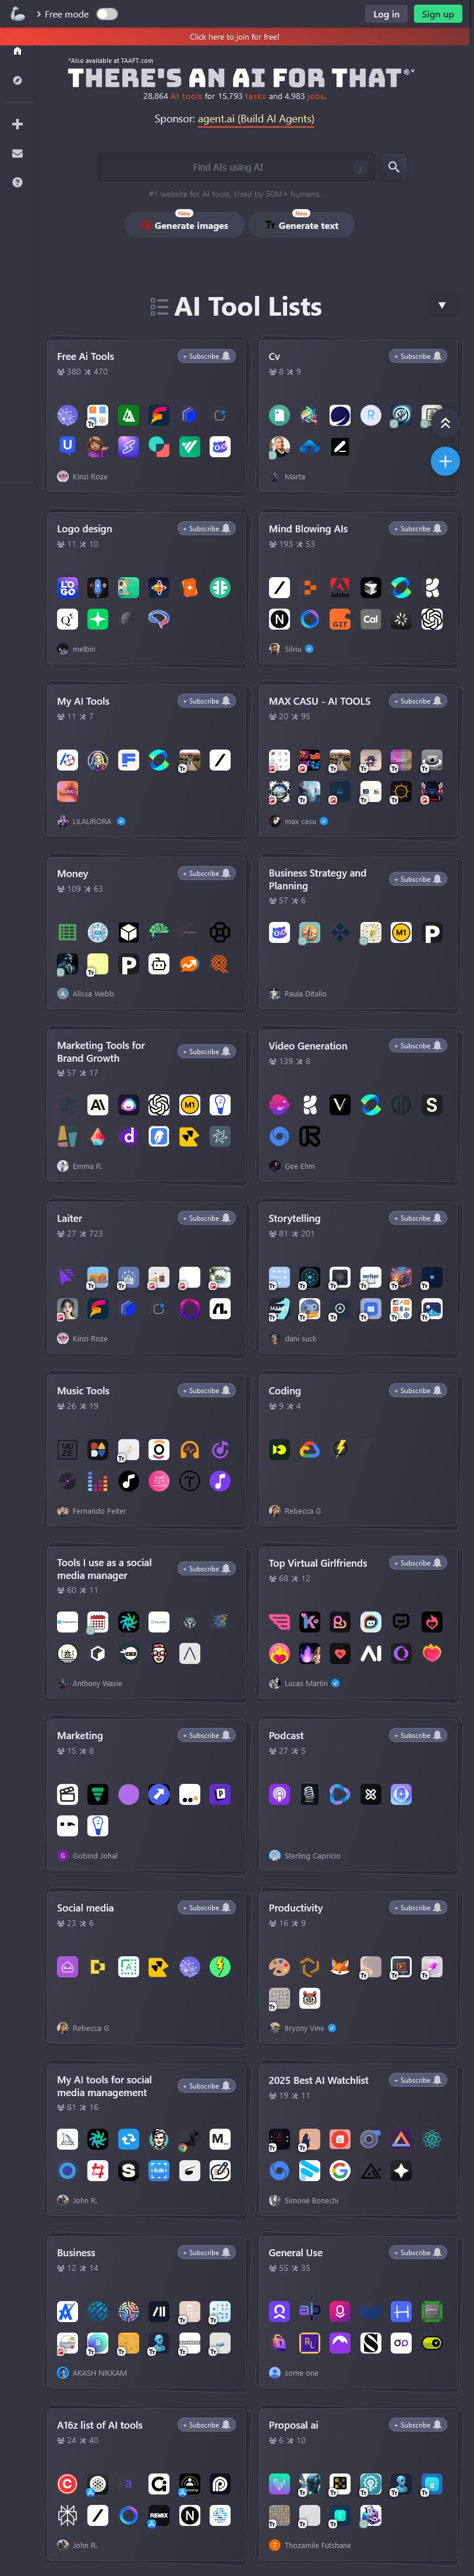 Free mode
Log in
Sign up
Click here to join for free!
*Also available at TAAFT.com
THERE'S AN AI FOR THAT®*
28,864 AI tools for 15,793 tasks and 4,983 jobs.
Sponsor: agent.ai (Build AI Agents)
Find AIs using AI /
#1 website for AI tools. Used by 50M+ humans.
New
Generate images
New
Generate text
AI Tool Lists
Free Ai Tools
+ Subscribe
380 470
Kinzi Roze
Cv
+ Subscribe
8 9
Marta
Logo design
+ Subscribe
11 10
melbin
Mind Blowing AIs
+ Subscribe
193 53
Silviu
My AI Tools
+ Subscribe
11 7
LILAURORA
MAX CASU - AI TOOLS
+ Subscribe
20 95
max casu
Money
+ Subscribe
109 63
Alissa Webb
Business Strategy and
Planning
+ Subscribe
57 6
Paula Ditallo
Marketing Tools for
Brand Growth
+ Subscribe
57 17
Emma R.
Video Generation
+ Subscribe
139 8
Gee Ehm
Laiter
+ Subscribe
27 723
Kinzi Roze
Storytelling
+ Subscribe
81 201
dani suck
Music Tools
+ Subscribe
26 19
Fernando Peiter
Coding
+ Subscribe
9 4
Rebecca G
Tools I use as a social
media manager
+ Subscribe
60 11
Anthony Wasie
Top Virtual Girlfriends
+ Subscribe
68 12
Lucas Martin
Marketing
+ Subscribe
15 8
Gobind Johal
Podcast
+ Subscribe
27 5
Sterling Capricio
Social media
+ Subscribe
23 6
Rebecca G
Productivity
+ Subscribe
16 9
Bryony Vine
My AI tools for social
media management
+ Subscribe
81 16
John R.
2025 Best AI Watchlist
+ Subscribe
19 11
Simone Bonechi
Business
+ Subscribe
12 14
AKASH NIKKAM
General Use
+ Subscribe
55 35
some one
A16z list of AI tools
+ Subscribe
24 40
John R.
Proposal ai
+ Subscribe
6 10
Thozamile Futshane